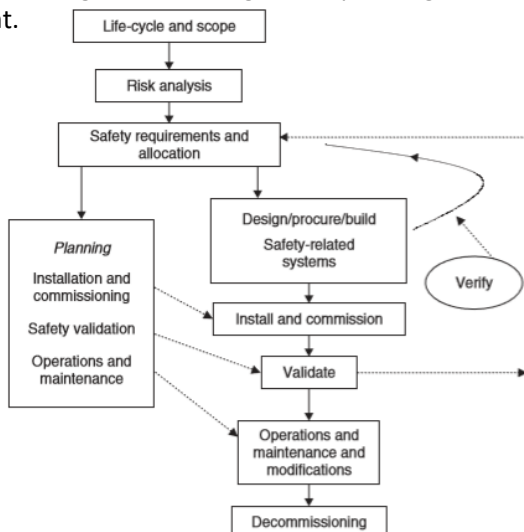 nt.
Life-cycle and scope
Risk analysis
Safety requirements and
allocation
Planning
Installation and
commissioning
Safety validation
Operations and
maintenance
Design/procure/build
Safety-related
systems
Verify
Install and commission
Validate
Operations and
maintenance and
modifications
Decommissioning